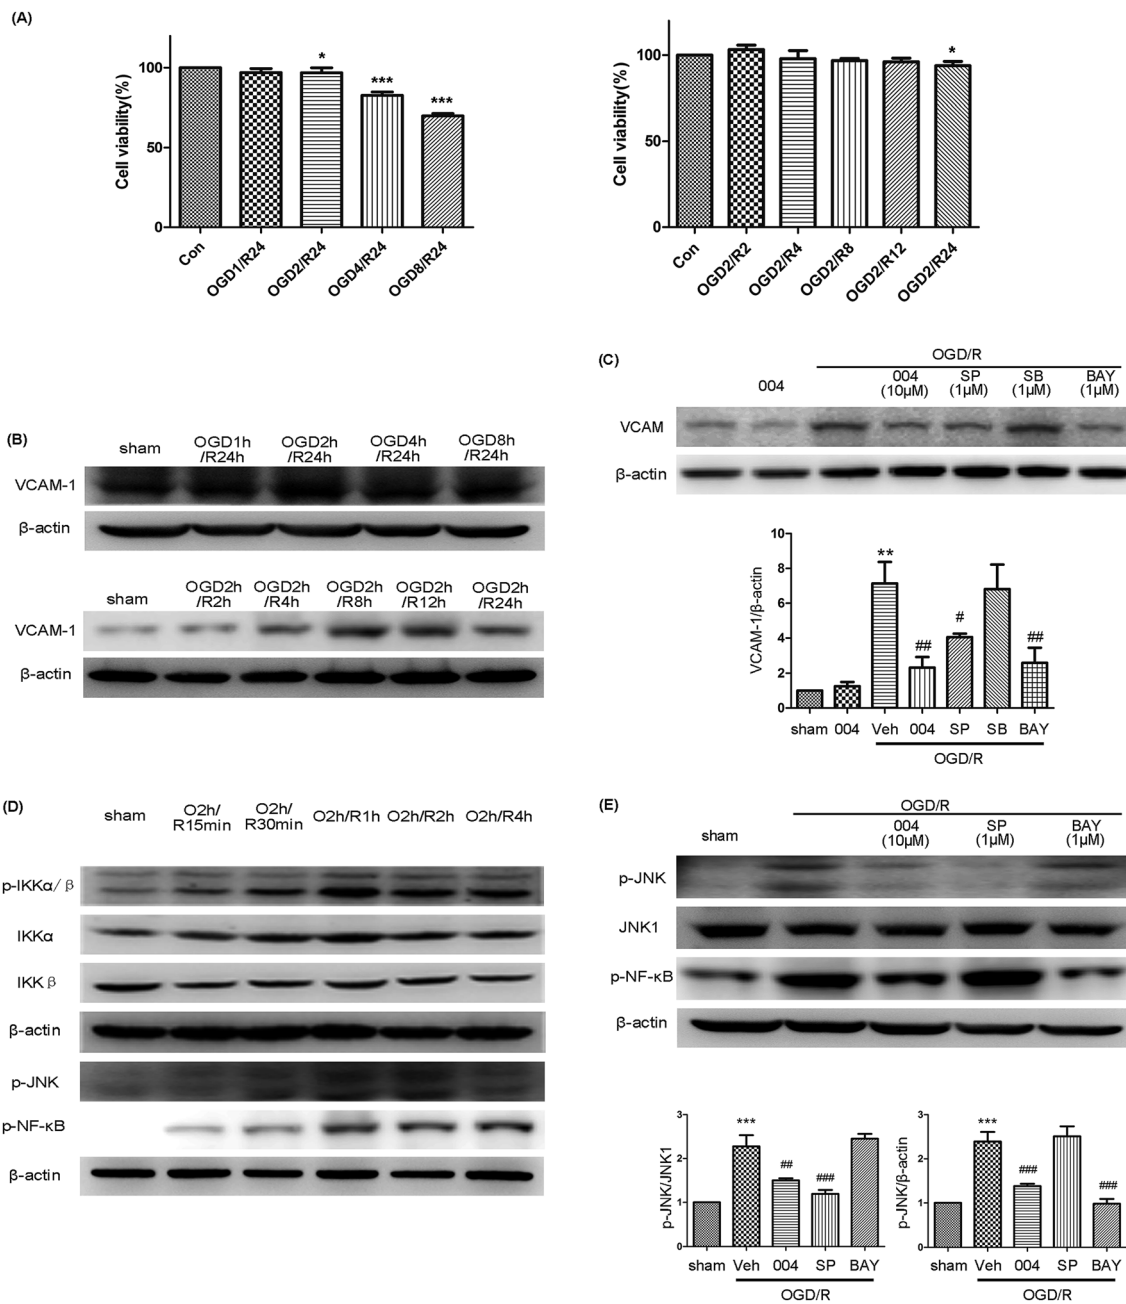 (A)
Cell viability(%)
100
50
0
*
***
***
Con
OGD1/R24
OGD2/R24
OGD4/R24
OGD8/R24
Cell viability(%)
100
50
0
*
Con
OGD2/R2
OGD2/R4
OGD2/R8
OGD2/R12
OGD2/R24
(B)
sham
OGD1h
/R24h
OGD2h
/R24h
OGD4h
/R24h
OGD8h
/R24h
VCAM-1
β-actin
sham
OGD2h
/R2h
OGD2h
/R4h
OGD2h
/R8h
OGD2h
/R12h
OGD2h
/R24h
VCAM-1
β-actin
(C)
OGD/R
004
004
(10μM)
SP
(1μM)
SB
(1μM)
BAY
(1μM)
VCAM
β-actin
VCAM-1/β-actin
10
8
6
4
2
0
**
##
#
##
sham 004 Veh 004 SP SB BAY
OGD/R
(D)
sham
O2h/
R15min
O2h/
R30min
O2h/R1h
O2h/R2h
O2h/R4h
p-IKKα/β
IKKα
IKKβ
β-actin
p-JNK
p-NF-κB
β-actin
(E)
OGD/R
sham
004
(10μM)
SP
(1μM)
BAY
(1μM)
p-JNK
JNK1
p-NF-κB
β-actin
p-JNK/JNK1
3
2
1
0
***
##
###
sham Veh 004 SP BAY
OGD/R
p-JNK/β-actin
3
2
1
0
***
###
###
sham Veh 004 SP BAY
OGD/R